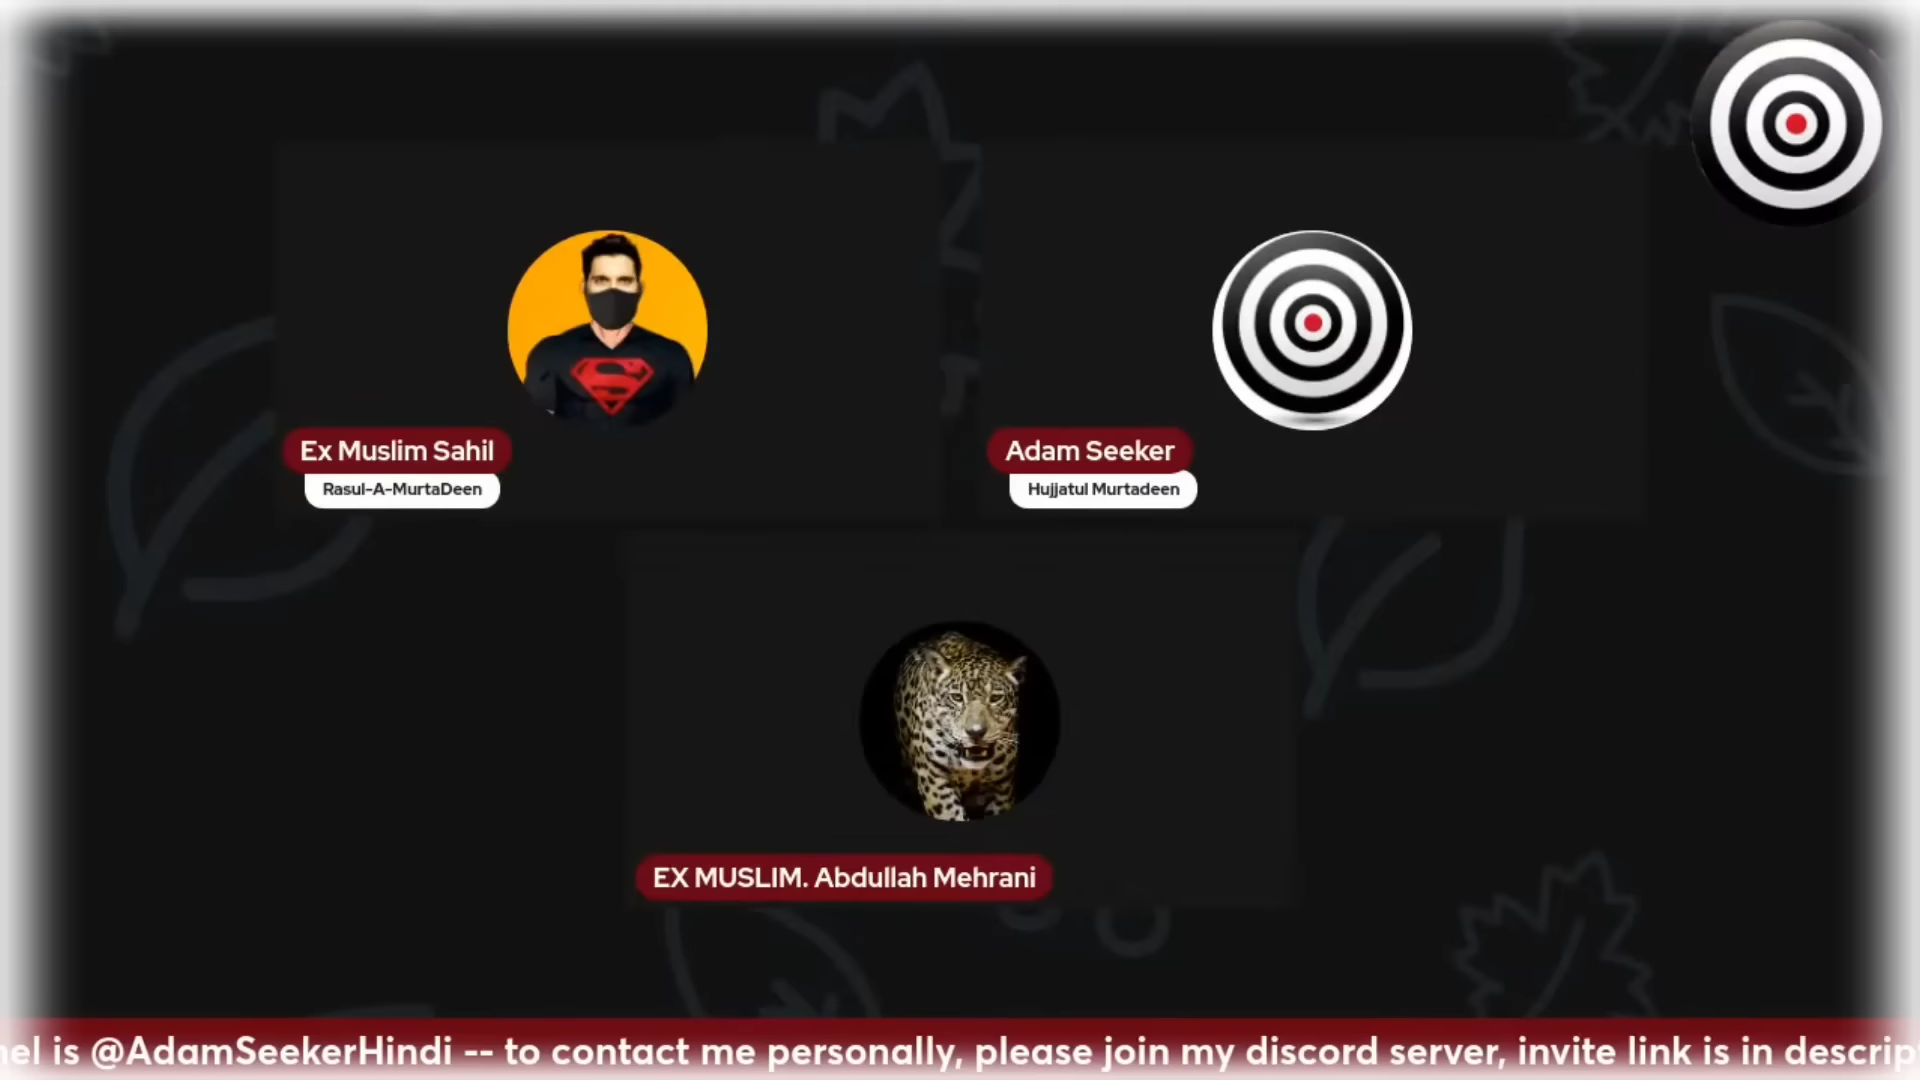 Ex Muslim Sahil
Rasul-A-MurtaDeen
Adam Seeker
Hujjatul Murtadeen
EX MUSLIM. Abdullah Mehrani
is @AdamSeekerHindi -- to contact me personally, please join my discord server, invite link is in